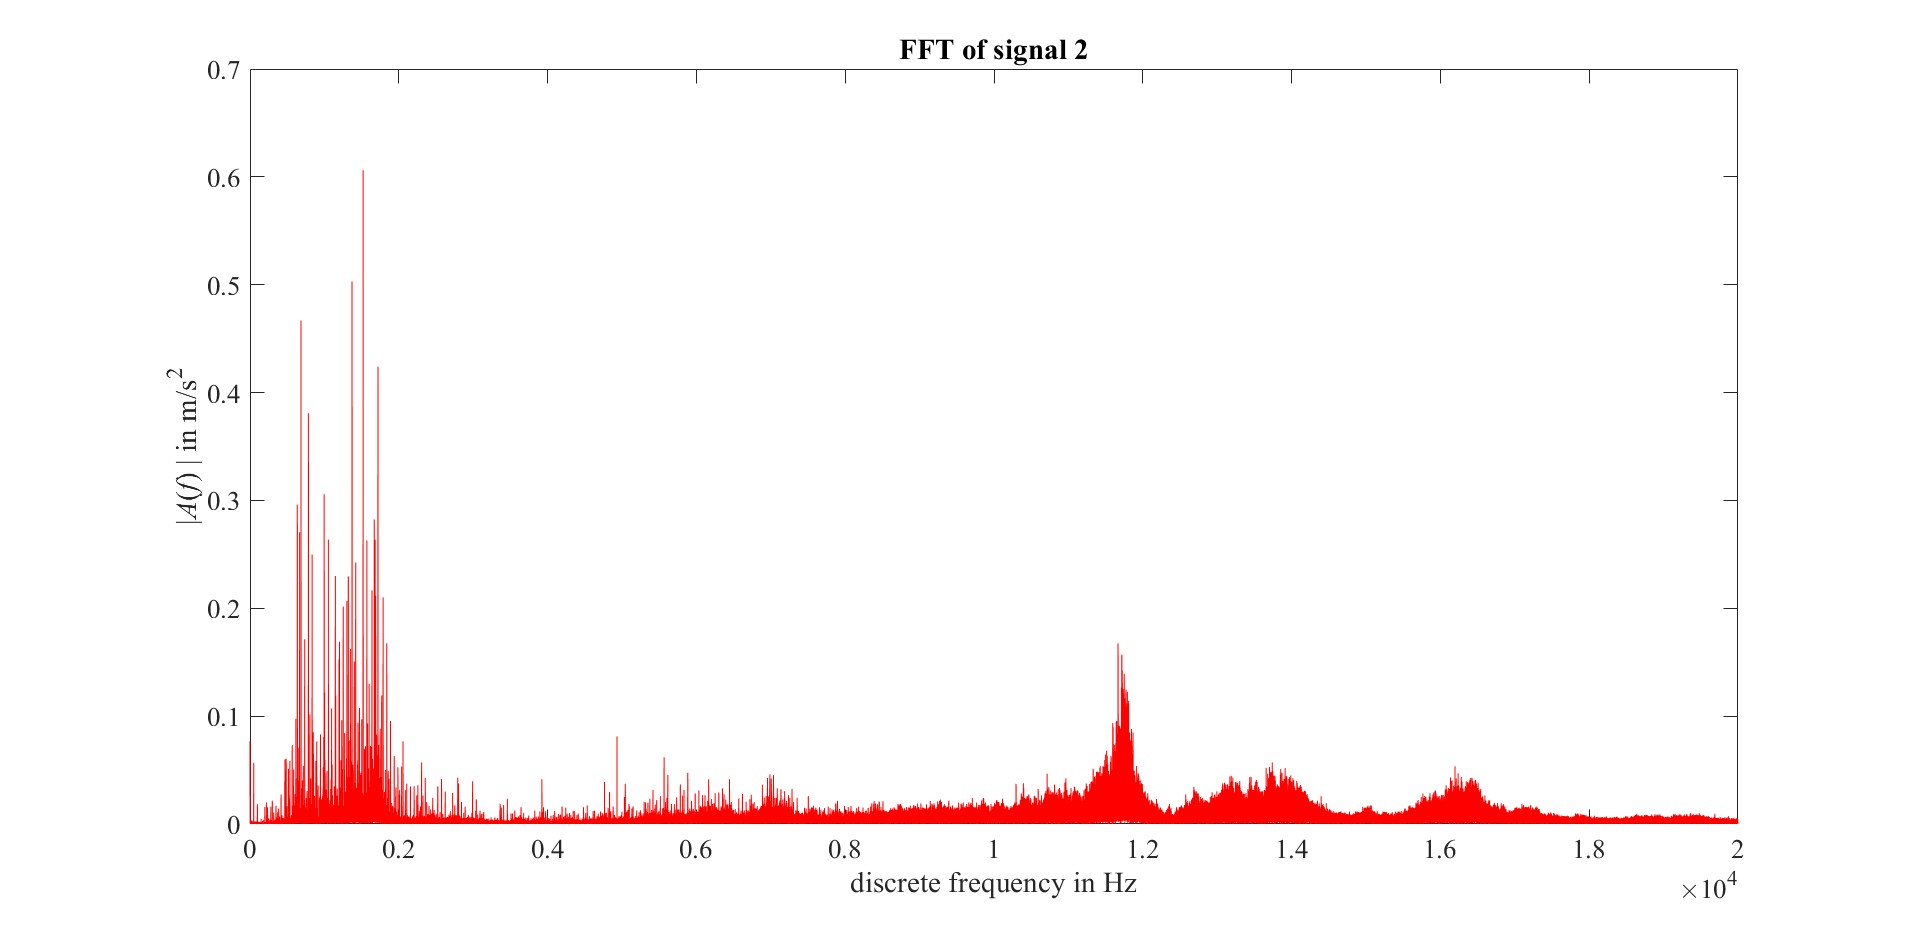 FFT of signal 2
0.7
0.6
0.5
0.4
0.3
0.2
0.1
0
|A(f) | in m/s²
0 0.2 0.4 0.6 0.8 1 1.2 1.4 1.6 1.8 2
discrete frequency in Hz
×10⁴